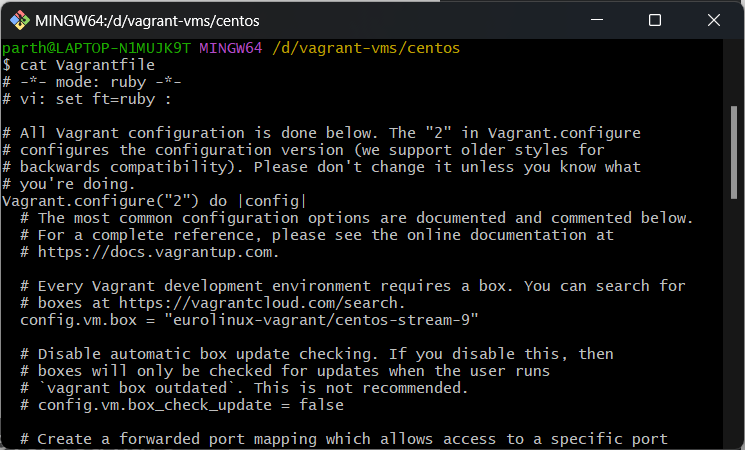 MINGW64:/d/vagrant-vms/centos
parth@LAPTOP-N1MUJK9T MINGW64 /d/vagrant-vms/centos
$ cat Vagrantfile
# -*- mode: ruby -*-
# vi: set ft=ruby :

# All Vagrant configuration is done below. The "2" in Vagrant.configure
# configures the configuration version (we support older styles for
# backwards compatibility). Please don't change it unless you know what
# you're doing.
Vagrant.configure("2") do |config|
  # The most common configuration options are documented and commented below.
  # For a complete reference, please see the online documentation at
  # https://docs.vagrantup.com.

  # Every Vagrant development environment requires a box. You can search for
  # boxes at https://vagrantcloud.com/search.
  config.vm.box = "eurolinux-vagrant/centos-stream-9"

  # Disable automatic box update checking. If you disable this, then
  # boxes will only be checked for updates when the user runs
  # `vagrant box outdated`. This is not recommended.
  # config.vm.box_check_update = false

  # Create a forwarded port mapping which allows access to a specific port